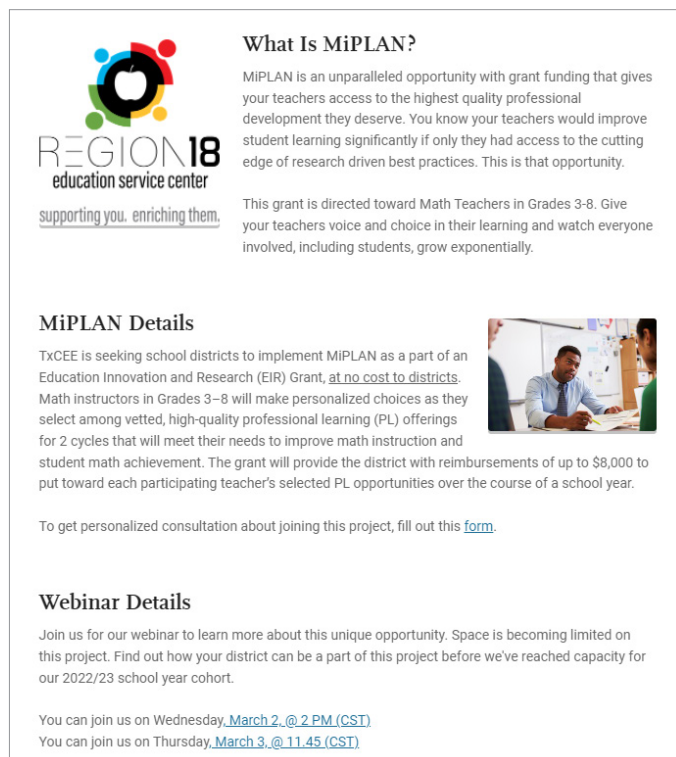 REGION18
education service center
supporting you. enriching them.
What Is MiPLAN?
MiPLAN is an unparalleled opportunity with grant funding that gives
your teachers access to the highest quality professional
development they deserve. You know your teachers would improve
student learning significantly if only they had access to the cutting
edge of research driven best practices. This is that opportunity.
This grant is directed toward Math Teachers in Grades 3-8. Give
your teachers voice and choice in their learning and watch everyone
involved, including students, grow exponentially.
MiPLAN Details
TxCEE is seeking school districts to implement MiPLAN as a part of an
Education Innovation and Research (EIR) Grant, at no cost to districts.
Math instructors in Grades 3–8 will make personalized choices as they
select among vetted, high-quality professional learning (PL) offerings
for 2 cycles that will meet their needs to improve math instruction and
student math achievement. The grant will provide the district with reimbursements of up to $8,000 to
put toward each participating teacher's selected PL opportunities over the course of a school year.
To get personalized consultation about joining this project, fill out this form.
Webinar Details
Join us for our webinar to learn more about this unique opportunity. Space is becoming limited on
this project. Find out how your district can be a part of this project before we've reached capacity for
our 2022/23 school year cohort.
You can join us on Wednesday, March 2, @ 2 PM (CST)
You can join us on Thursday, March 3, @ 11.45 (CST)